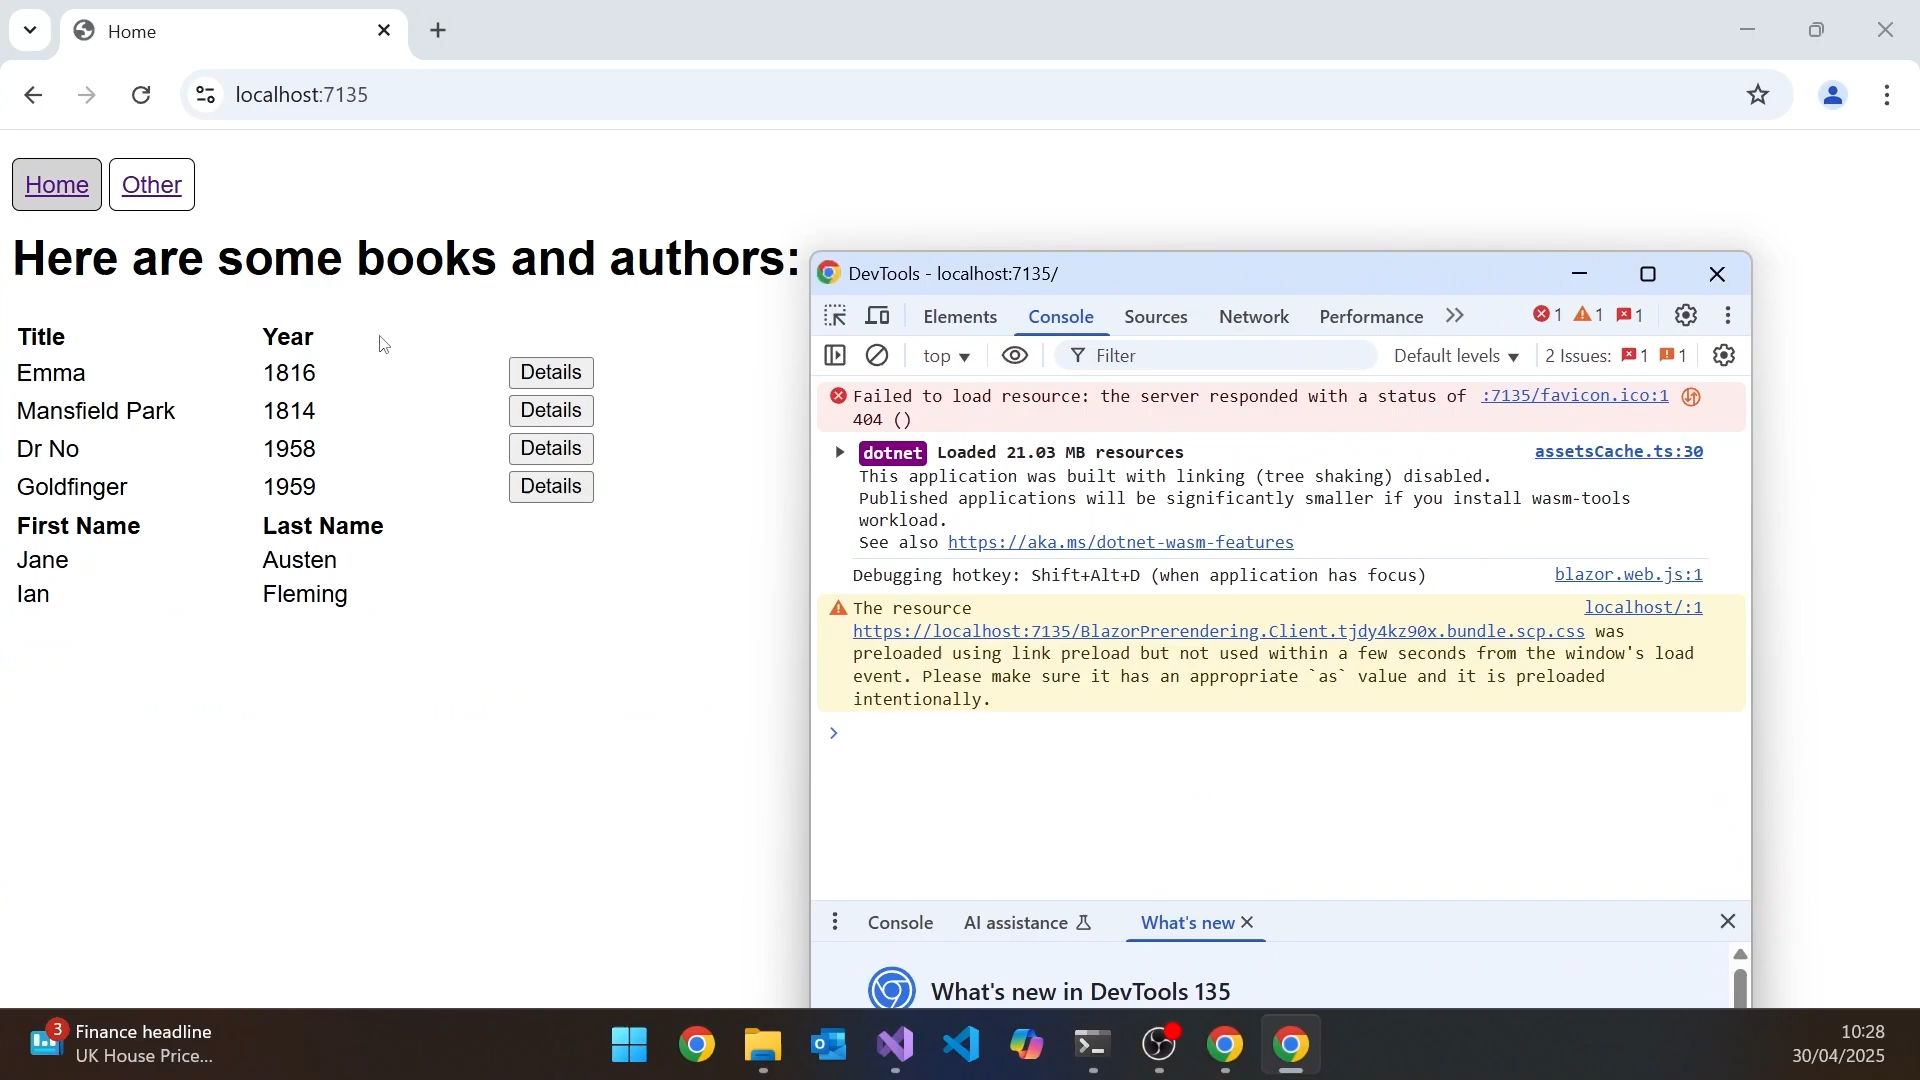 Home
localhost:7135
Home
Other
Here are some books and authors:
Title Year
Emma 1816 Details
Mansfield Park 1814 Details
Dr No 1958 Details
Goldfinger 1959 Details
First Name Last Name
Jane Austen
Ian Fleming
DevTools - localhost:7135/
Elements Console Sources Network Performance 1 1 1
top Filter Default levels 2 Issues: 1 1
Failed to load resource: the server responded with a status of :7135/favicon.ico:1
404 ()
dotnet Loaded 21.03 MB resources assetsCache.ts:30
This application was built with linking (tree shaking) disabled.
Published applications will be significantly smaller if you install wasm-tools
workload.
See also https://aka.ms/dotnet-wasm-features
Debugging hotkey: Shift+Alt+D (when application has focus) blazor.web.js:1
The resource localhost/:1
https://localhost:7135/BlazorPrerendering.Client.tjdy4kz90x.bundle.scp.css was
preloaded using link preload but not used within a few seconds from the window's load
event. Please make sure it has an appropriate `as` value and it is preloaded
intentionally.
Console AI assistance What's new
What's new in DevTools 135
3 Finance headline
UK House Price...
10:28
30/04/2025